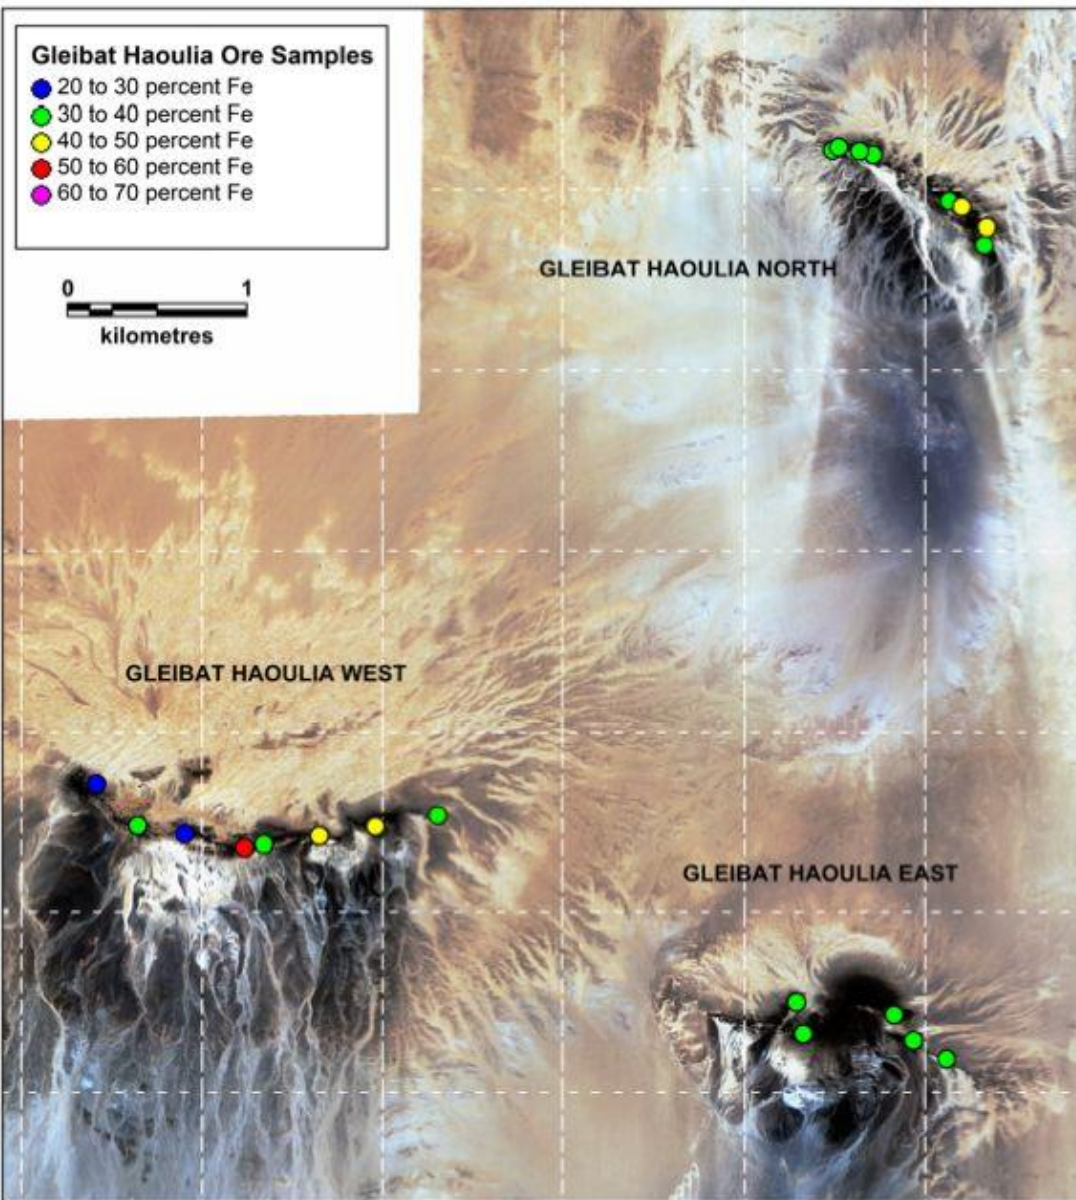 Gleibat Haoulia Ore Samples
20 to 30 percent Fe
30 to 40 percent Fe
40 to 50 percent Fe
50 to 60 percent Fe
60 to 70 percent Fe
0 1
kilometres
GLEIBAT HAOULIA NORTH
GLEIBAT HAOULIA WEST
GLEIBAT HAOULIA EAST